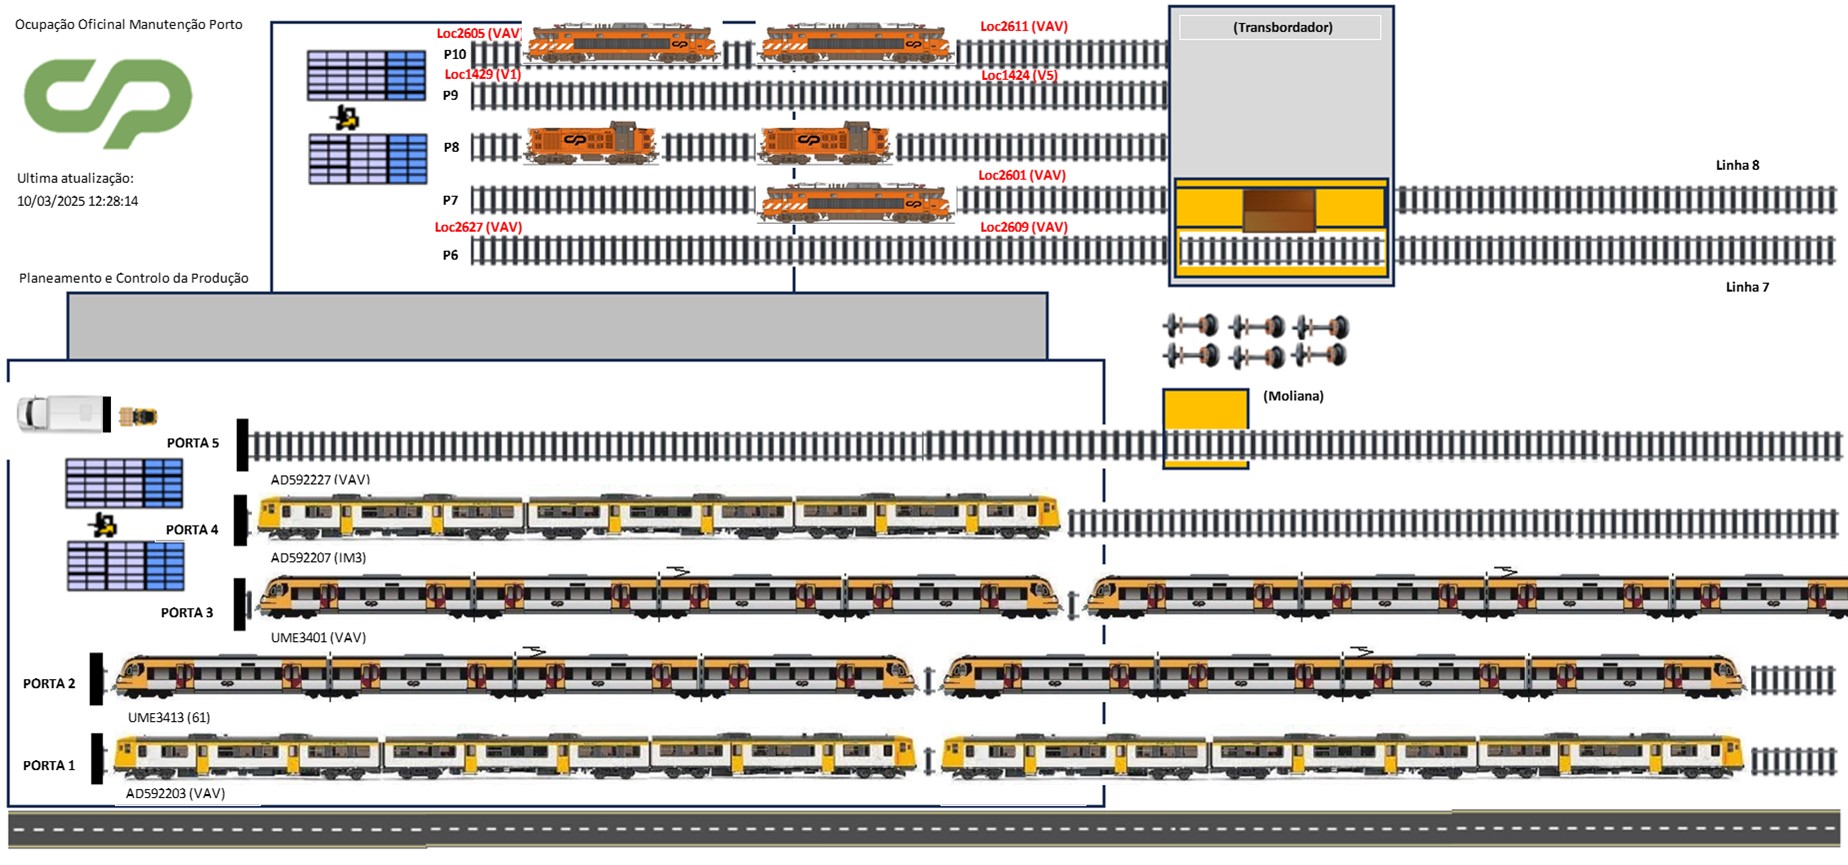 Ocupação Oficinal Manutenção Porto
CP
Ultima atualização:
10/03/2025 12:28:14
Planeamento e Controlo da Produção
Loc2605 (VAV)
Loc2611 (VAV)
P10
Loc1429 (V1)
Loc1424 (V5)
P9
P8
Loc2601 (VAV)
P7
Loc2627 (VAV)
Loc2609 (VAV)
P6
(Transbordador)
Linha 8
Linha 7
(Moliana)
PORTA 5
AD592227 (VAV)
PORTA 4
AD592207 (IM3)
PORTA 3
UME3401 (VAV)
PORTA 2
UME3413 (61)
PORTA 1
AD592203 (VAV)